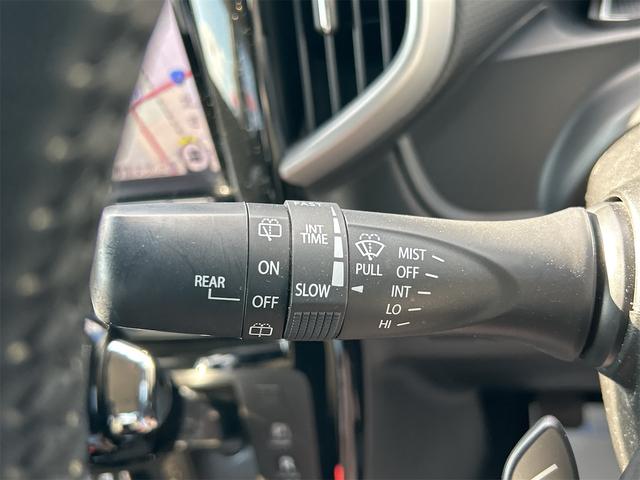 FAST
INT
TIME
SLOW
REAR
ON
OFF
PULL
MIST
OFF
INT
LO
HI